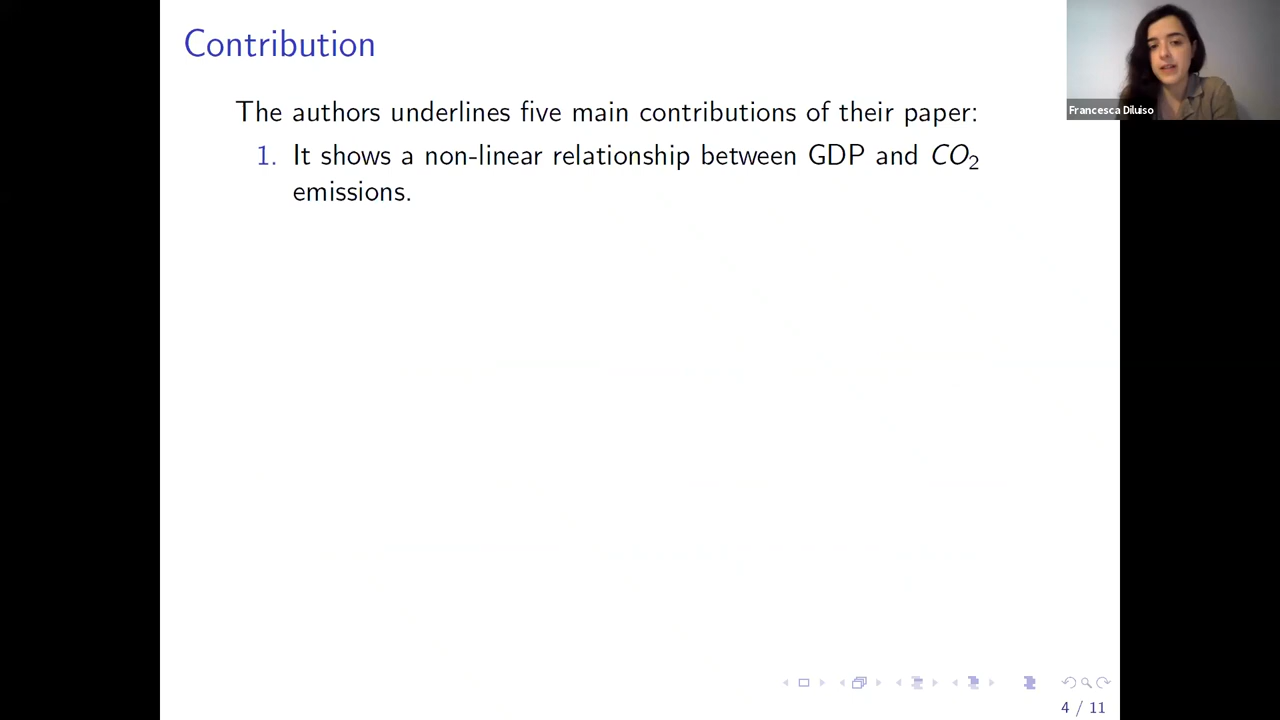 Contribution
Francesca Diluiso
The authors underlines five main contributions of their paper:
1. It shows a non-linear relationship between GDP and CO₂
emissions.
4 / 11